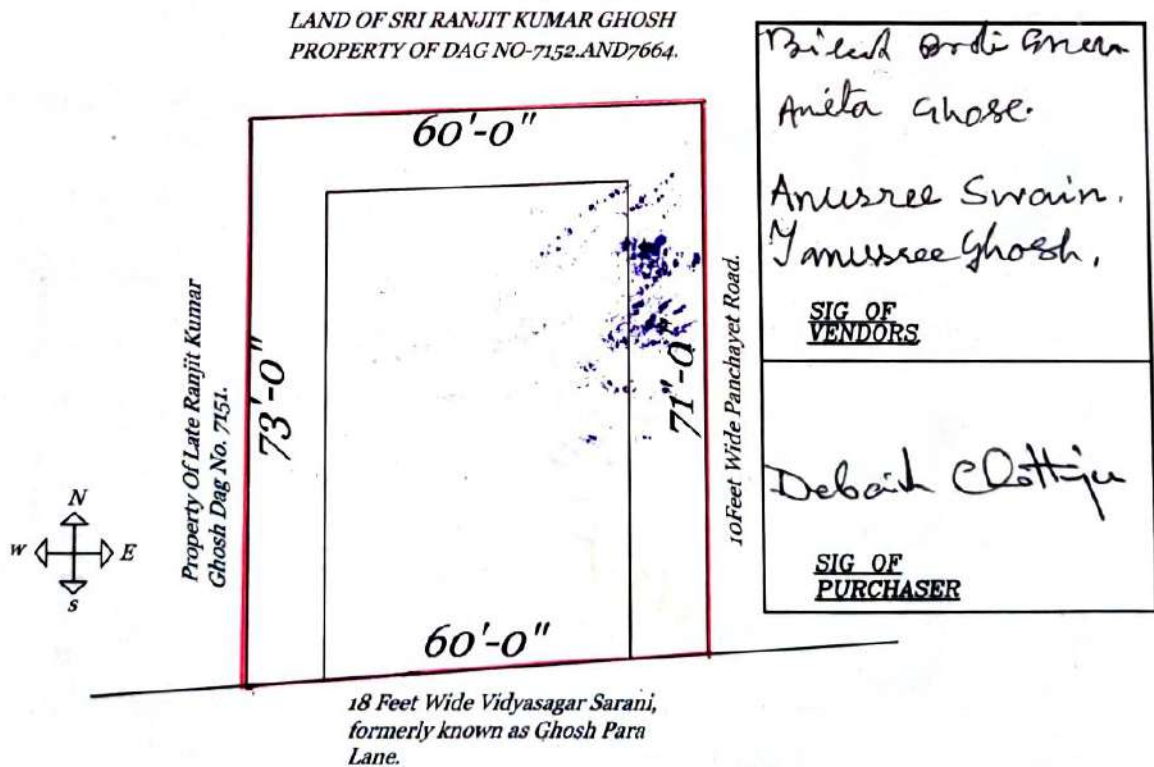 LAND OF SRI RANJIT KUMAR GHOSH
PROPERTY OF DAG NO-7152.AND7664.
60'-0"
73'-0"
71'-0"
60'-0"
Property Of Late Ranjit Kumar
Ghosh Dag No. 7151.
10Feet Wide Panchayet Road.
N
W
E
S
18 Feet Wide Vidyasagar Sarani,
formerly known as Ghosh Para
Lane.
Anita Ghose.
Anusree Swain.
Ghosh,
SIG OF
VENDORS
SIG OF
PURCHASER